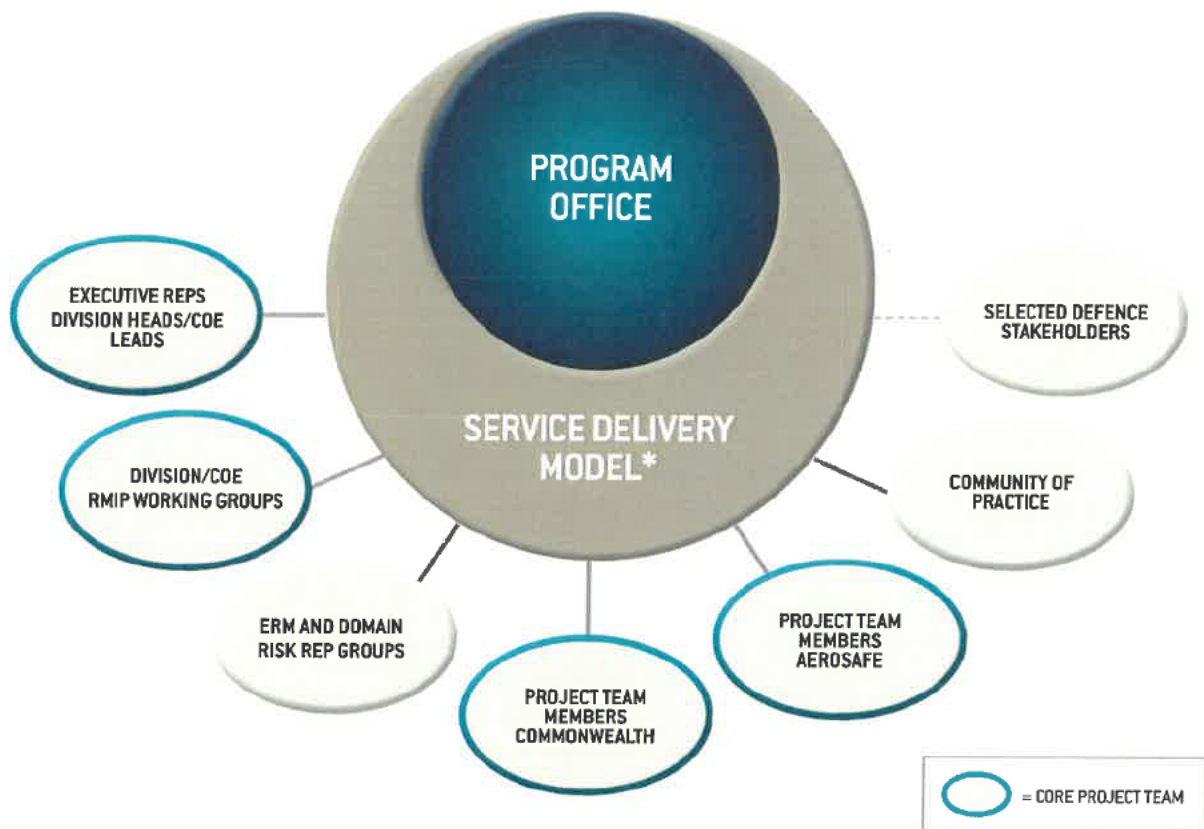 PROGRAM
OFFICE
SERVICE DELIVERY
MODEL*
EXECUTIVE REPS
DIVISION HEADS/COE
LEADS
DIVISION/COE
RMIP WORKING GROUPS
ERM AND DOMAIN
RISK REP GROUPS
PROJECT TEAM
MEMBERS
COMMONWEALTH
PROJECT TEAM
MEMBERS
AEROSAFE
COMMUNITY OF
PRACTICE
SELECTED DEFENCE
STAKEHOLDERS
= CORE PROJECT TEAM